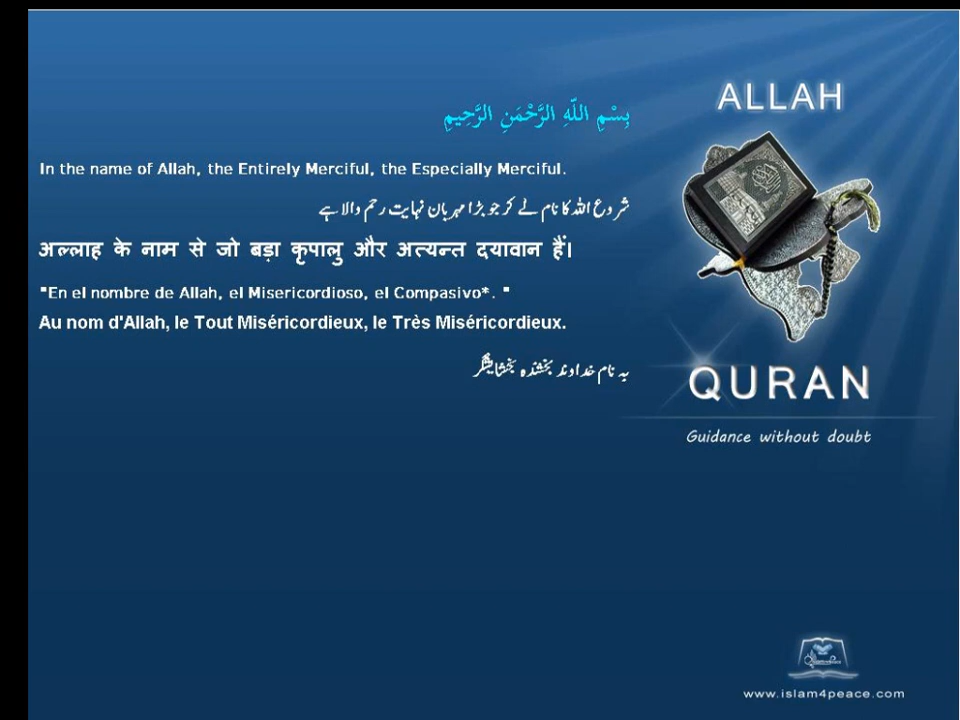 بِسْمِ اللّهِ الرَّحْمَنِ الرَّحِيمِ
In the name of Allah, the Entirely Merciful, the Especially Merciful.
شروع الله کا نام لے کر جو بڑا مہربان نہایت رحم والا ہے
अल्लाह के नाम से जो बड़ा कृपालु और अत्यन्त दयावान हैं।
"En el nombre de Allah, el Misericordioso, el Compasivo*. "
Au nom d'Allah, le Tout Miséricordieux, le Très Miséricordieux.
به نام خداوند بخشنده بخشایشگر
ALLAH
QURAN
Guidance without doubt
www.islam4peace.com